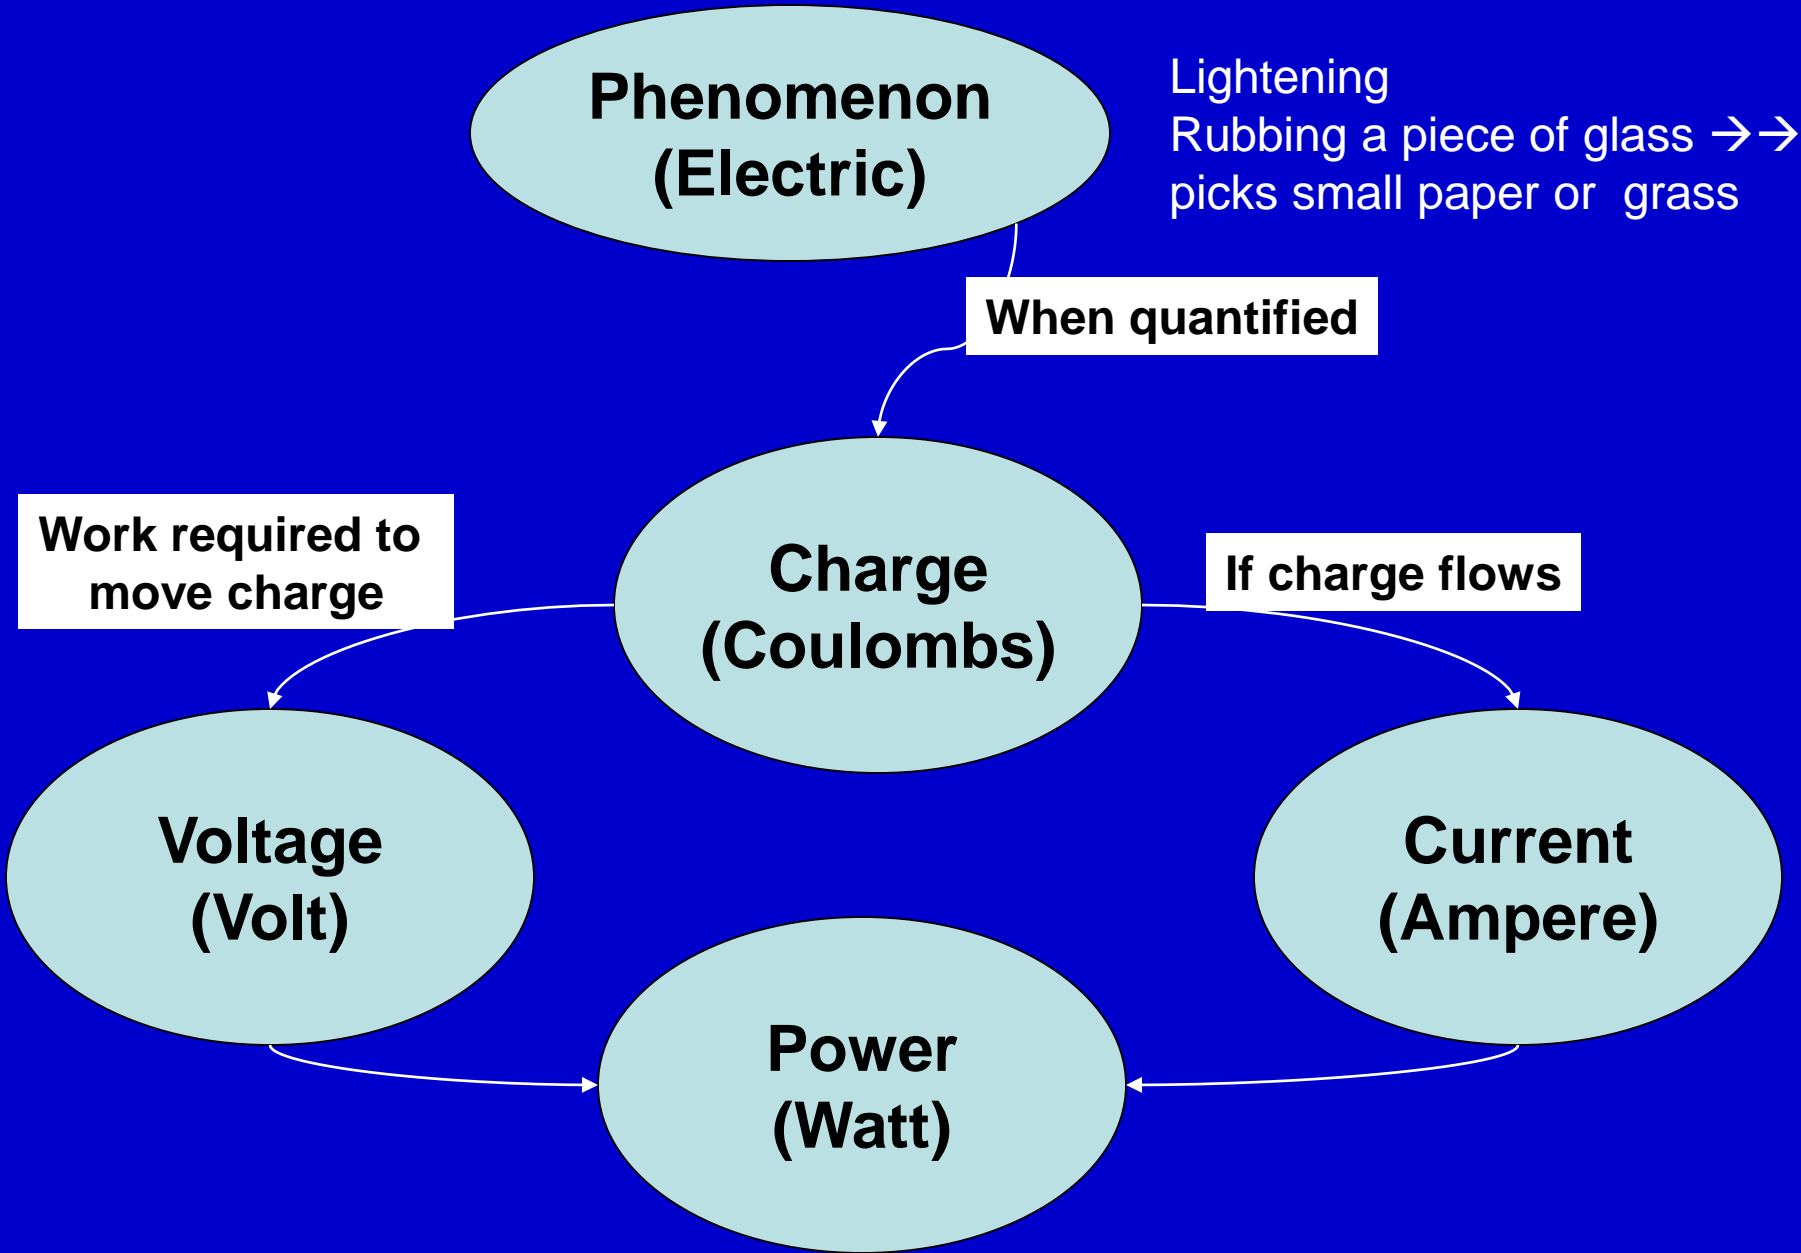 Phenomenon
(Electric)
Lightening
Rubbing a piece of glass →→
picks small paper or grass
When quantified
Work required to
move charge
Charge
(Coulombs)
If charge flows
Voltage
(Volt)
Current
(Ampere)
Power
(Watt)